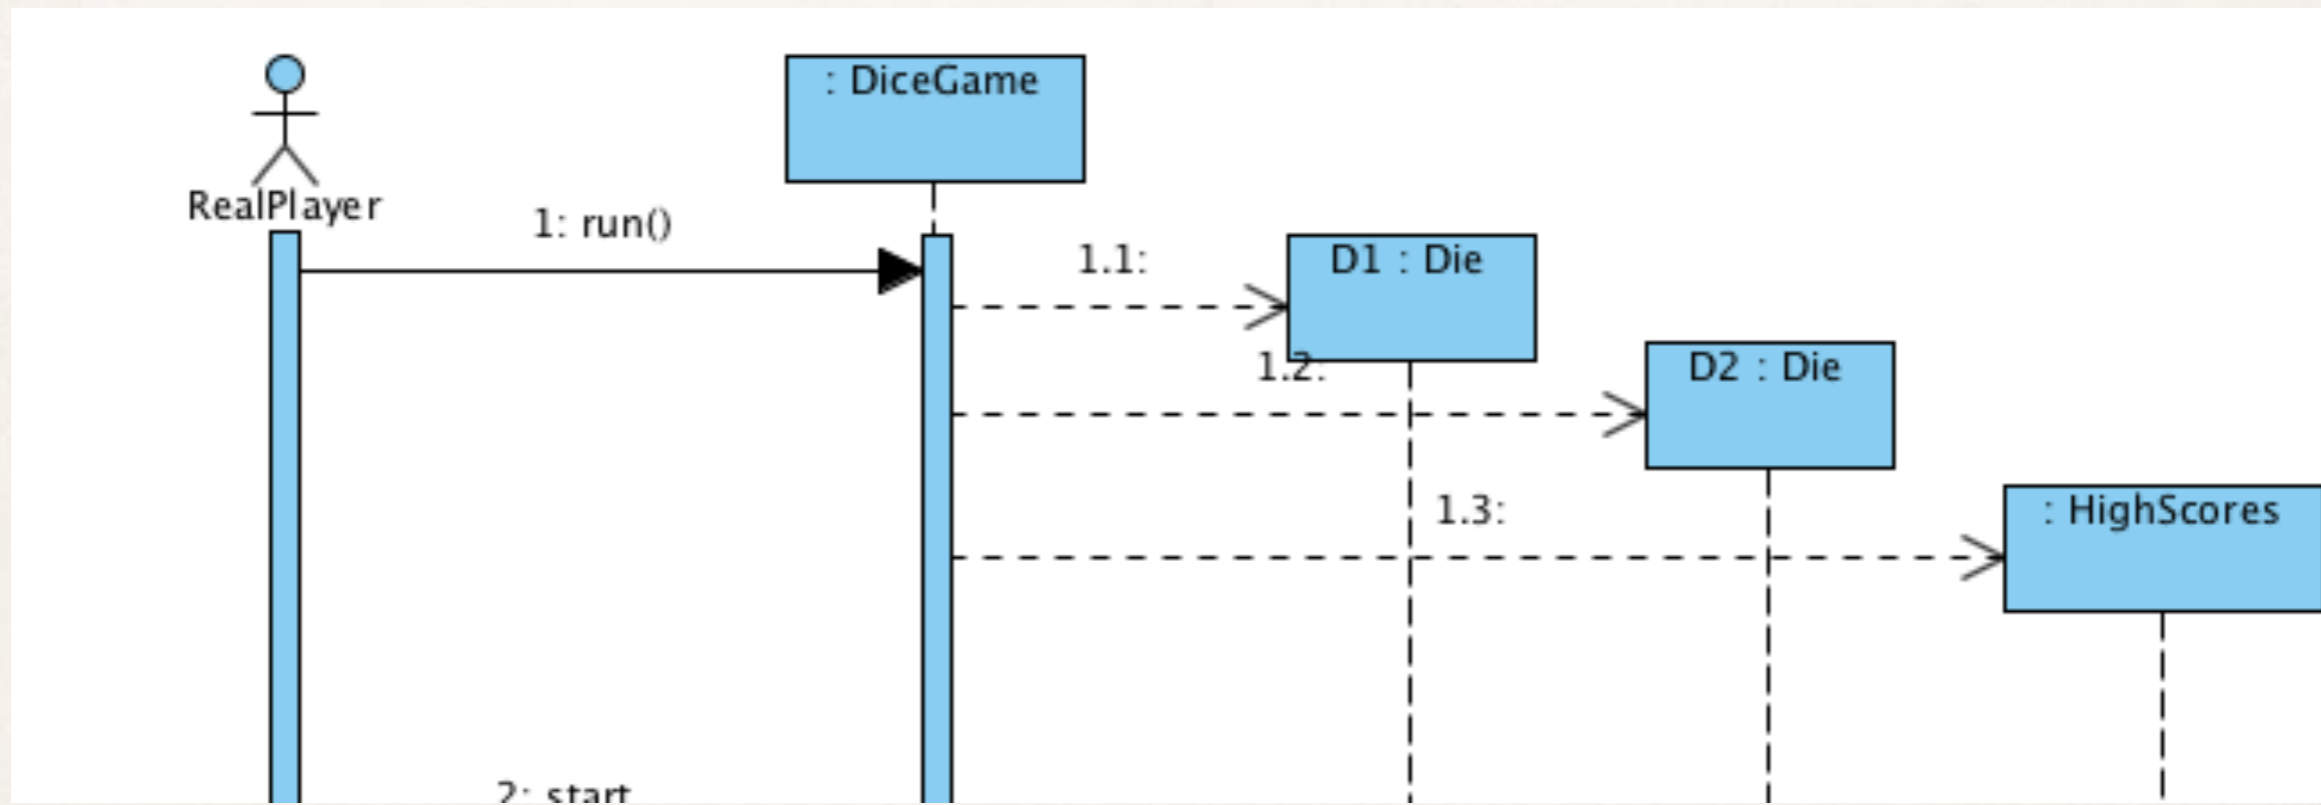 : DiceGame
RealPlayer
1: run()
1.1:
D1 : Die
1.2:
D2 : Die
1.3:
: HighScores
2: start